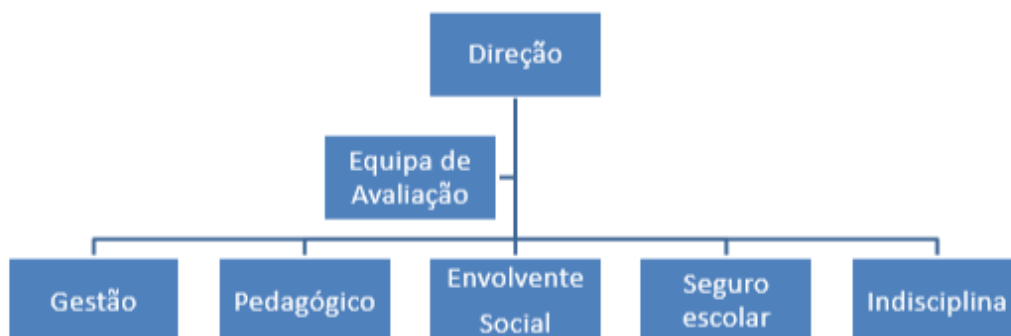 Direção
Equipa de
Avaliação
Gestão
Pedagógico
Envolvente
Social
Seguro
escolar
Indisciplina